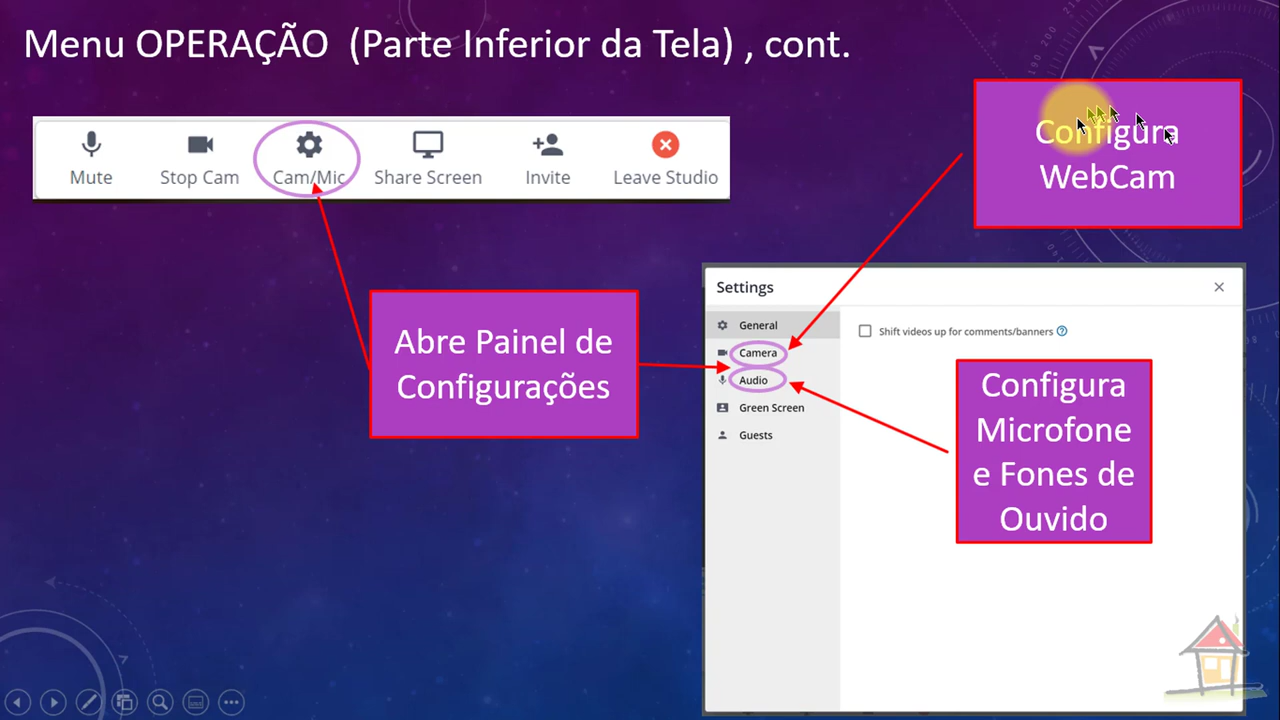 Menu OPERAÇÃO (Parte Inferior da Tela) , cont.
Mute
Stop Cam
Cam/Mic
Share Screen
Invite
Leave Studio
Configura
WebCam
Abre Painel de
Configurações
Settings
General
Camera
Audio
Green Screen
Guests
Shift videos up for comments/banners
Configura
Microfone
e Fones de
Ouvido